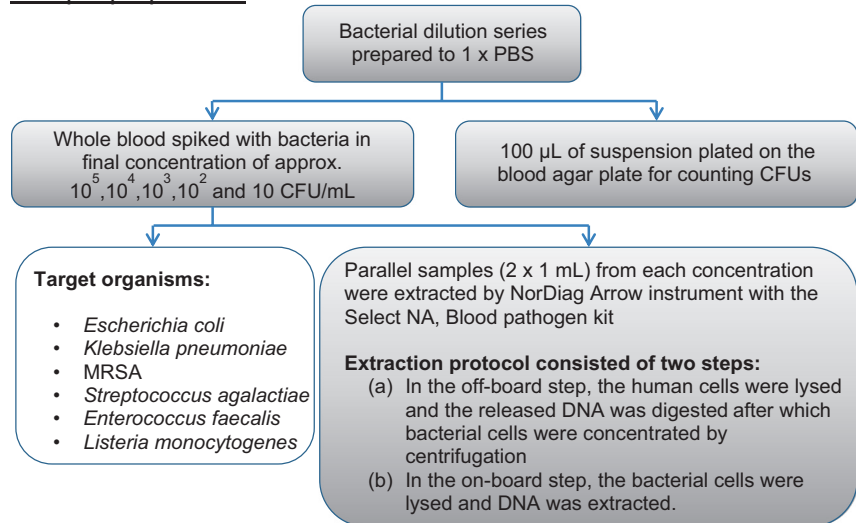 Bacterial dilution series
prepared to 1 x PBS
Whole blood spiked with bacteria in
final concentration of approx.
10⁵,10⁴,10³,10² and 10 CFU/mL
100 µL of suspension plated on the
blood agar plate for counting CFUs
Target organisms:
• Escherichia coli
• Klebsiella pneumoniae
• MRSA
• Streptococcus agalactiae
• Enterococcus faecalis
• Listeria monocytogenes
Parallel samples (2 x 1 mL) from each concentration
were extracted by NorDiag Arrow instrument with the
Select NA, Blood pathogen kit
Extraction protocol consisted of two steps:
(a) In the off-board step, the human cells were lysed
and the released DNA was digested after which
bacterial cells were concentrated by
centrifugation
(b) In the on-board step, the bacterial cells were
lysed and DNA was extracted.